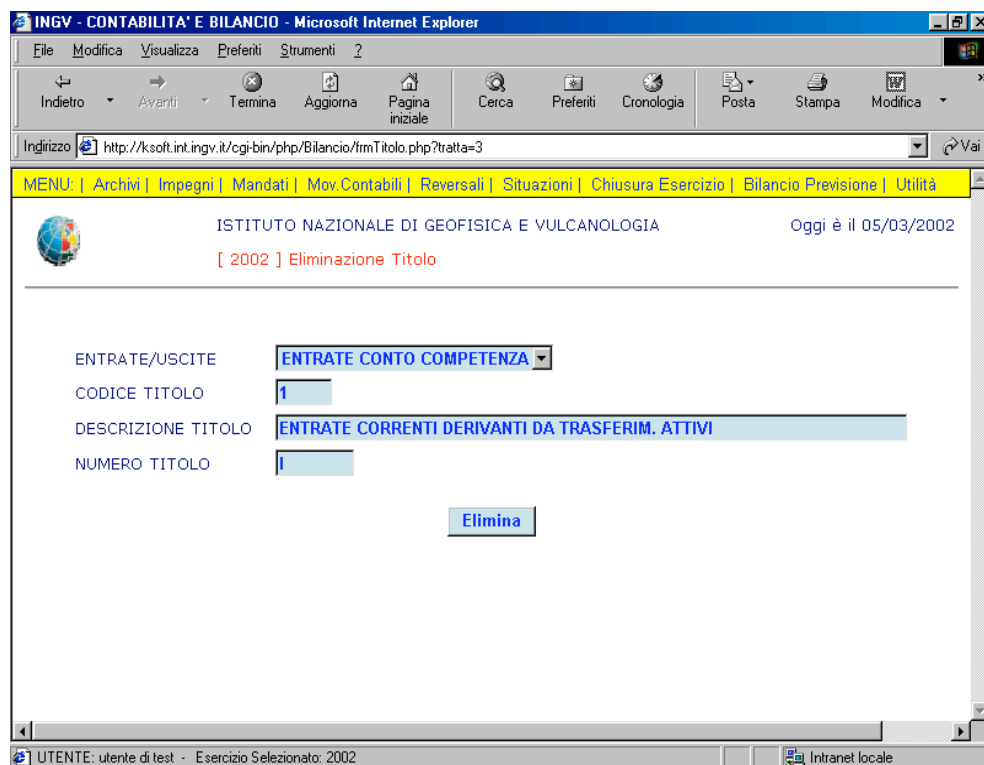 INGV - CONTABILITA' E BILANCIO - Microsoft Internet Explorer
File Modifica Visualizza Preferiti Strumenti ?
Indietro Avanti Termina Aggiorna Pagina iniziale Cerca Preferiti Cronologia Posta Stampa Modifica »
Indirizzo http://ksoft.int.ingv.it/cgi-bin/php/Bilancio/frmTitolo.php?tratta=3 Vai
MENU: | Archivi | Impegni | Mandati | Mov.Contabili | Reversali | Situazioni | Chiusura Esercizio | Bilancio Previsione | Utilità
ISTITUTO NAZIONALE DI GEOFISICA E VULCANOLOGIA Oggi è il 05/03/2002
[ 2002 ] Eliminazione Titolo
ENTRATE/USCITE ENTRATE CONTO COMPETENZA
CODICE TITOLO 1
DESCRIZIONE TITOLO ENTRATE CORRENTI DERIVANTI DA TRASFERIM. ATTIVI
NUMERO TITOLO I
Elimina
UTENTE: utente di test - Esercizio Selezionato: 2002 Intranet locale